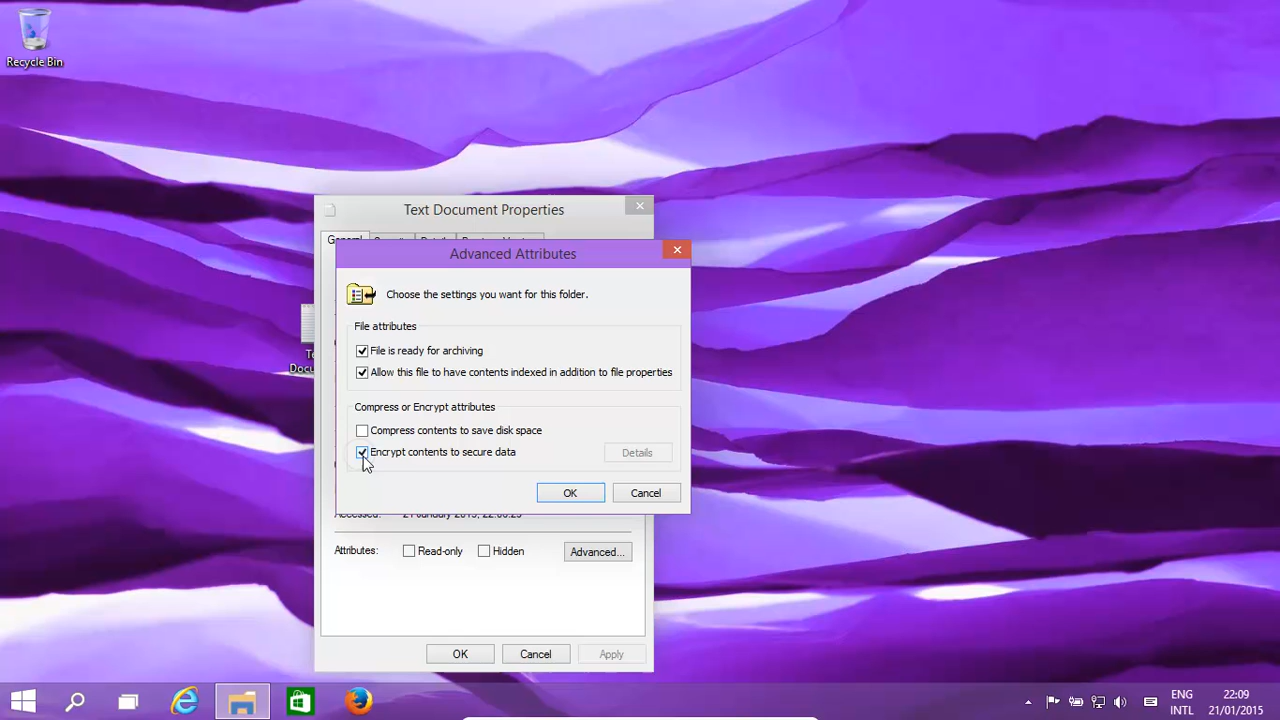 Recycle Bin
Text Document Properties
General
Advanced Attributes
Choose the settings you want for this folder.
File attributes
File is ready for archiving
Allow this file to have contents indexed in addition to file properties
Compress or Encrypt attributes
Compress contents to save disk space
Encrypt contents to secure data
Details
OK
Cancel
Attributes:
Read-only
Hidden
Advanced...
OK
Cancel
Apply
ENG
INTL
22:09
21/01/2015